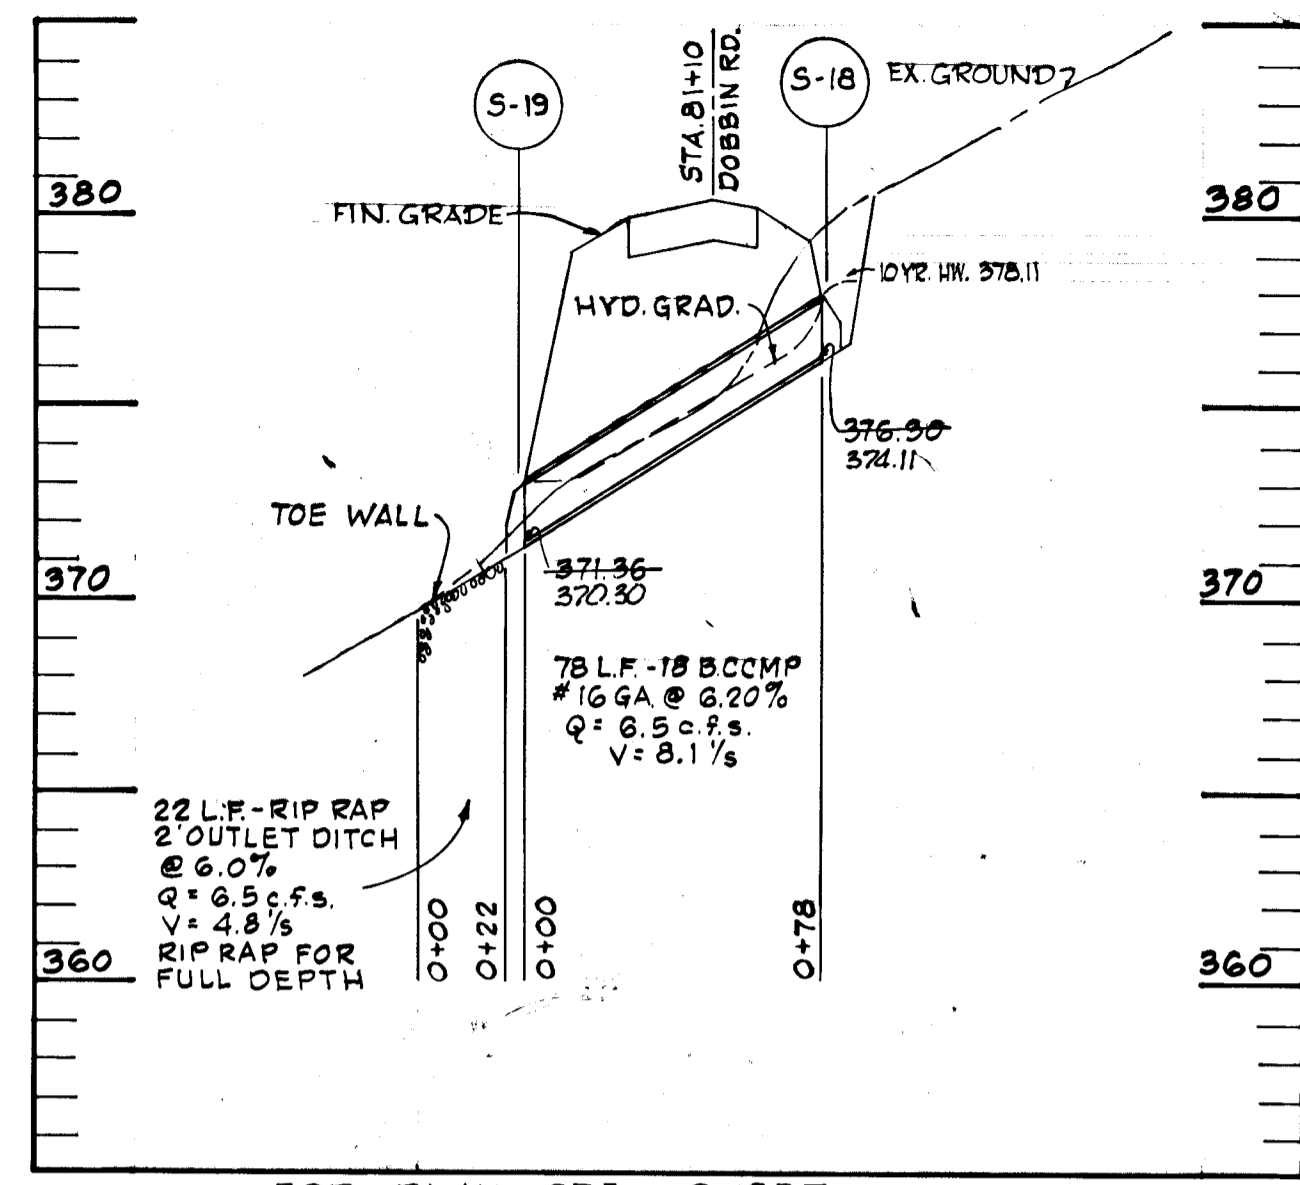 S-19
STA. 81+10
DOBBIN RD.
S-18
EX. GROUND
380
380
FIN. GRADE
10 YR. HW. 378.11
HYD. GRAD.
376.30
374.11
TOE WALL
370
371.36
370.30
370
78 L.F. - 18 B.CCMP
# 16 GA. @ 6.20%
Q = 6.5 c.f.s.
V = 8.1 '/s
22 L.F. - RIP RAP
2' OUTLET DITCH
@ 6.0%
Q = 6.5 c.f.s.
V = 4.8 '/s
RIP RAP FOR
FULL DEPTH
0+00
0+22
0+00
0+78
360
360